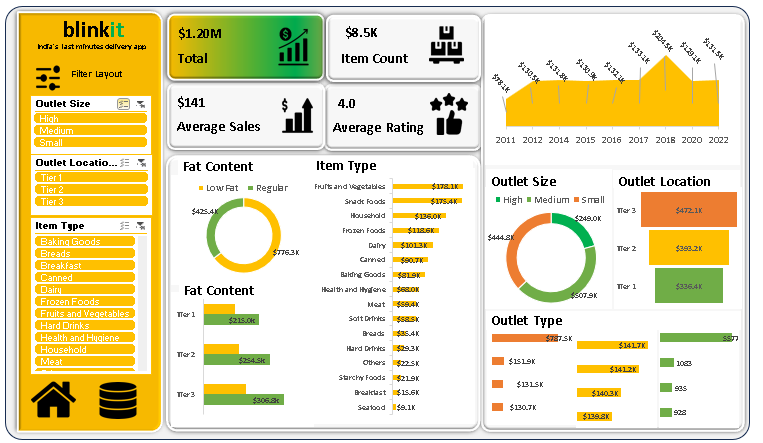 blinkit
India's last minutes delivery app
Filter Layout
Outlet Size
High
Medium
Small
Outlet Locatio...
Tier 1
Tier 2
Tier 3
Item Type
Baking Goods
Breads
Breakfast
Canned
Dairy
Frozen Foods
Fruits and Vegetables
Hard Drinks
Health and Hygiene
Household
Meat
$1.20M
Total
$8.5K
Item Count
$141
Average Sales
4.0
Average Rating
$78.1K
$130.5K
$131.8K
$130.9K
$132.1K
$133.1K
$204.5K
$129.1K
$131.5K
2011 2012 2014 2015 2016 2017 2018 2020 2022
Fat Content
Low Fat Regular
$425.4K
$776.3K
Fat Content
Tier 1
$215.0k
Tier 2
$254.5k
Tier 3
$306.8k
Item Type
Fruits and Vegetables $178.1K
Snack Foods $175.4K
Household $136.0K
Frozen Foods $118.6K
Dairy $101.3K
Canned $90.7K
Baking Goods $81.9K
Health and Hygiene $68.0K
Meat $59.4K
Soft Drinks $58.5K
Breads $35.4K
Hard Drinks $29.3K
Others $22.5K
Starchy Foods $21.9K
Breakfast $15.6K
Seafood $9.1K
Outlet Size
High Medium Small
$249.0K
$444.8K
$507.9K
Outlet Location
Tier 3 $472.1K
Tier 2 $393.2K
Tier 1 $336.4K
Outlet Type
$787.5K
$151.9K
$131.5K
$130.7K
$141.7K
$141.2K
$140.3K
$139.8K
5577
1083
935
928